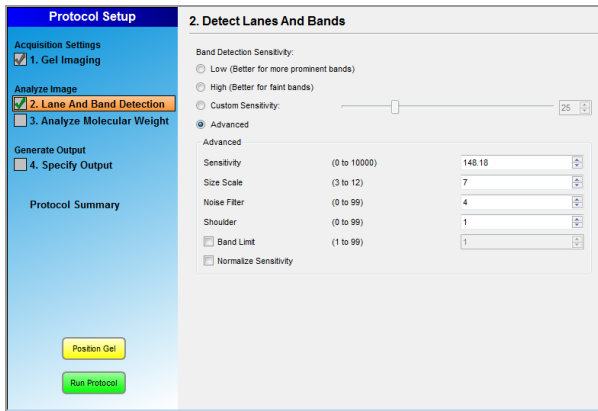 Protocol Setup
Acquisition Settings
1. Gel Imaging
Analyze Image
2. Lane And Band Detection
3. Analyze Molecular Weight
Generate Output
4. Specify Output
Protocol Summary
Position Gel
Run Protocol
2. Detect Lanes And Bands
Band Detection Sensitivity:
Low (Better for more prominent bands)
High (Better for faint bands)
Custom Sensitivity: 25
Advanced
Advanced
Sensitivity (0 to 10000) 148.18
Size Scale (3 to 12) 7
Noise Filter (0 to 99) 4
Shoulder (0 to 99) 1
Band Limit (1 to 99) 1
Normalize Sensitivity